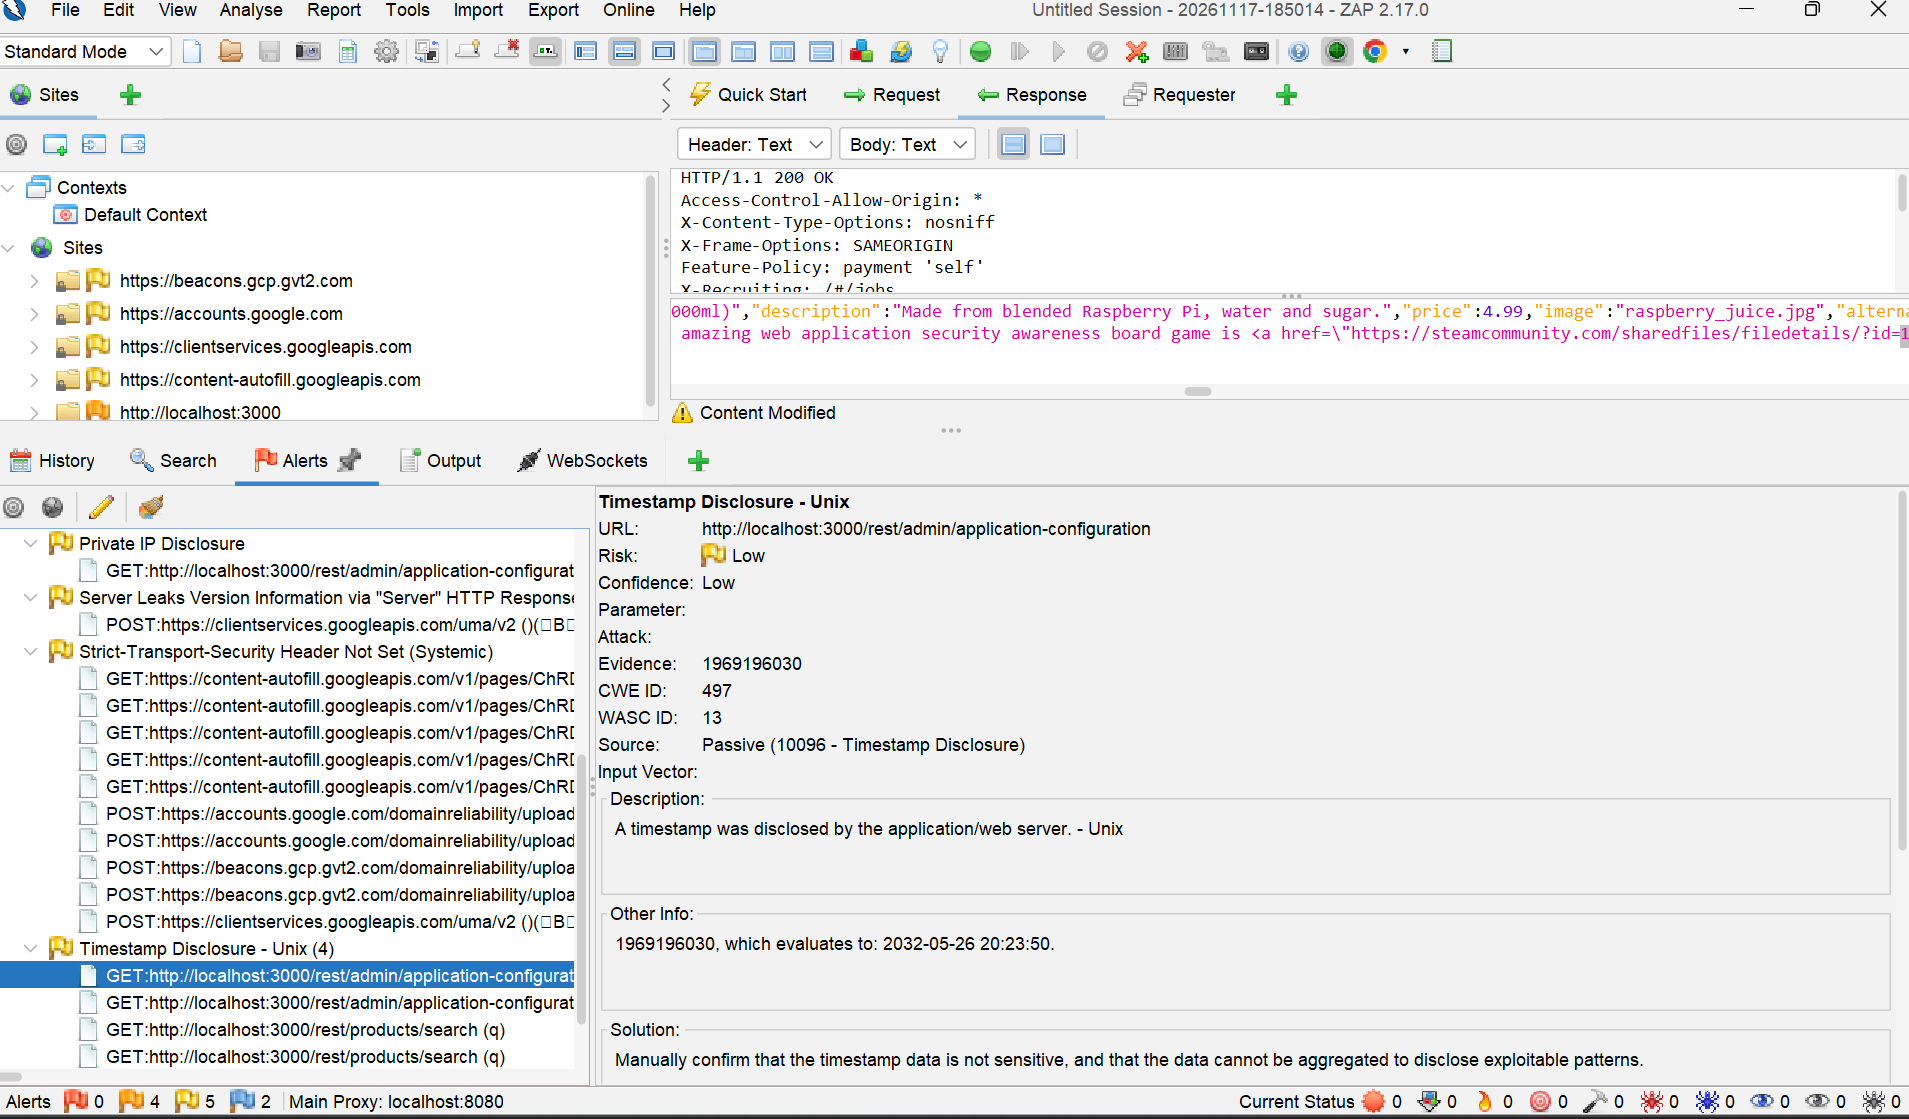 File Edit View Analyse Report Tools Import Export Online Help
Untitled Session - 20261117-185014 - ZAP 2.17.0
Standard Mode
Sites
Quick Start Request Response Requester
Header: Text Body: Text
Contexts
Default Context
Sites
https://beacons.gcp.gvt2.com
https://accounts.google.com
https://clientservices.googleapis.com
https://content-autofill.googleapis.com
http://localhost:3000
HTTP/1.1 200 OK
Access-Control-Allow-Origin: *
X-Content-Type-Options: nosniff
X-Frame-Options: SAMEORIGIN
Feature-Policy: payment 'self'
X-Recruiting: /#/jobs
000ml)","description":"Made from blended Raspberry Pi, water and sugar.","price":4.99,"image":"raspberry_juice.jpg","alterna
amazing web application security awareness board game is <a href=\"https://steamcommunity.com/sharedfiles/filedetails/?id=1
Content Modified
History Search Alerts Output WebSockets
Private IP Disclosure
GET:http://localhost:3000/rest/admin/application-configurat
Server Leaks Version Information via "Server" HTTP Response
POST:https://clientservices.googleapis.com/uma/v2 ()(□B□
Strict-Transport-Security Header Not Set (Systemic)
GET:https://content-autofill.googleapis.com/v1/pages/ChRD
GET:https://content-autofill.googleapis.com/v1/pages/ChRD
GET:https://content-autofill.googleapis.com/v1/pages/ChRD
GET:https://content-autofill.googleapis.com/v1/pages/ChRD
GET:https://content-autofill.googleapis.com/v1/pages/ChRD
POST:https://accounts.google.com/domainreliability/upload
POST:https://accounts.google.com/domainreliability/upload
POST:https://beacons.gcp.gvt2.com/domainreliability/uploa
POST:https://beacons.gcp.gvt2.com/domainreliability/uploa
POST:https://clientservices.googleapis.com/uma/v2 ()(□B□
Timestamp Disclosure - Unix (4)
GET:http://localhost:3000/rest/admin/application-configurat
GET:http://localhost:3000/rest/admin/application-configurat
GET:http://localhost:3000/rest/products/search (q)
GET:http://localhost:3000/rest/products/search (q)
Timestamp Disclosure - Unix
URL: http://localhost:3000/rest/admin/application-configuration
Risk: Low
Confidence: Low
Parameter:
Attack:
Evidence: 1969196030
CWE ID: 497
WASC ID: 13
Source: Passive (10096 - Timestamp Disclosure)
Input Vector:
Description:
A timestamp was disclosed by the application/web server. - Unix
Other Info:
1969196030, which evaluates to: 2032-05-26 20:23:50.
Solution:
Manually confirm that the timestamp data is not sensitive, and that the data cannot be aggregated to disclose exploitable patterns.
Alerts 0 4 5 2 Main Proxy: localhost:8080
Current Status 0 0 0 0 0 0 0 0 0 0